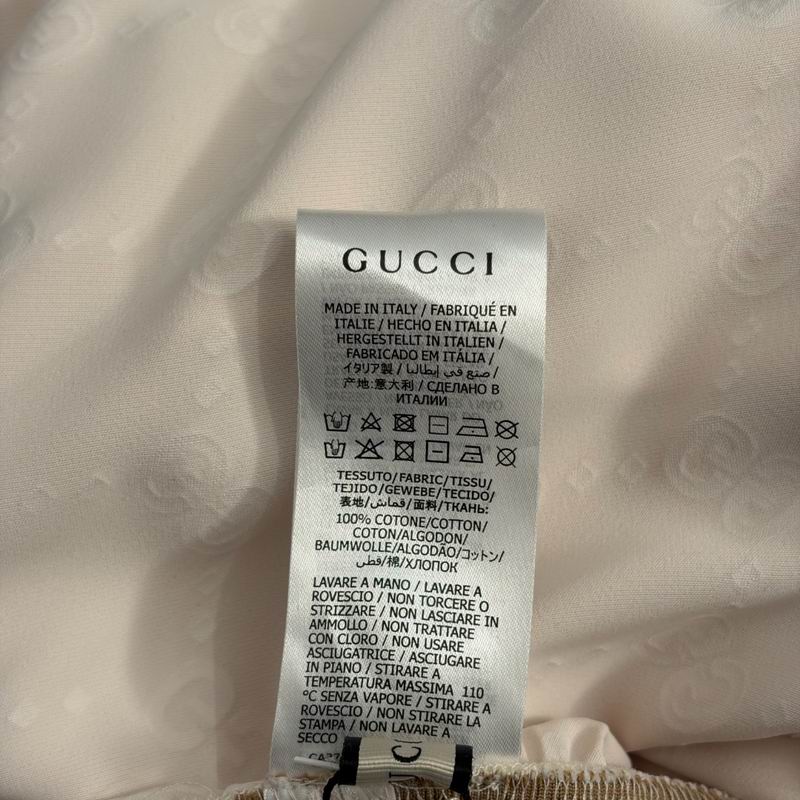 GUCCI
MADE IN ITALY / FABRIQUÉ EN
ITALIE / HECHO EN ITALIA /
HERGESTELLT IN ITALIEN /
FABRICADO EM ITÁLIA /
イタリア製 / صنع في إيطاليا /
产地:意大利 / СДЕЛАНО В
ИТАЛИИ
TESSUTO/FABRIC/TISSU/
TEJIDO/GEWEBE/TECIDO/
表地/قماش/面料/ТКАНЬ:
100% COTONE/COTTON/
COTON/ALGODON/
BAUMWOLLE/ALGODÃO/コットン/
قطن/棉/ХЛОПОК
LAVARE A MANO / LAVARE A
ROVESCIO / NON TORCERE O
STRIZZARE / NON LASCIARE IN
AMMOLLO / NON TRATTARE
CON CLORO / NON USARE
ASCIUGATRICE / ASCIUGARE
IN PIANO / STIRARE A
TEMPERATURA MASSIMA 110
°C SENZA VAPORE / STIRARE A
ROVESCIO / NON STIRARE LA
STAMPA / NON LAVARE A
SECCO